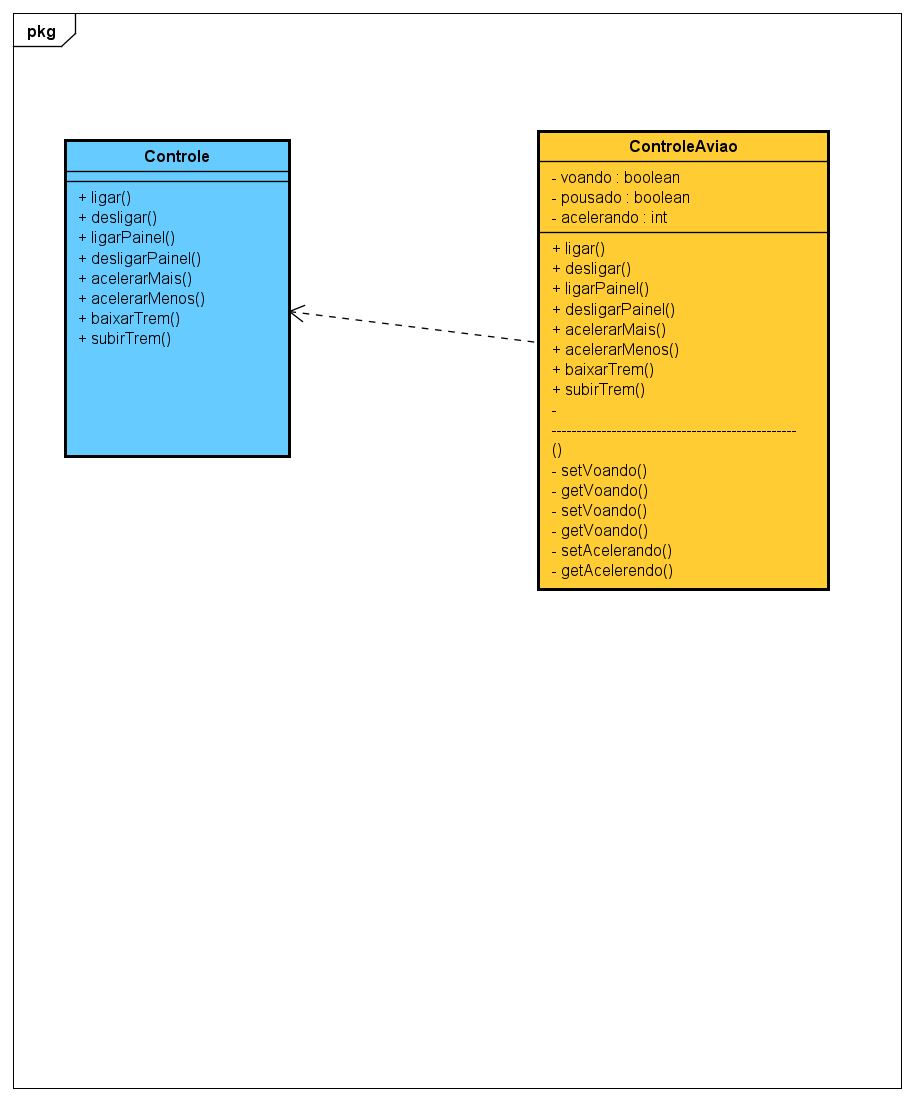 pkg
Controle
+ ligar()
+ desligar()
+ ligarPainel()
+ desligarPainel()
+ acelerarMais()
+ acelerarMenos()
+ baixarTrem()
+ subirTrem()
ControleAviao
- voando : boolean
- pousado : boolean
- acelerando : int
+ ligar()
+ desligar()
+ ligarPainel()
+ desligarPainel()
+ acelerarMais()
+ acelerarMenos()
+ baixarTrem()
+ subirTrem()
-
-------------------------------------------------
()
- setVoando()
- getVoando()
- setVoando()
- getVoando()
- setAcelerando()
- getAcelerendo()